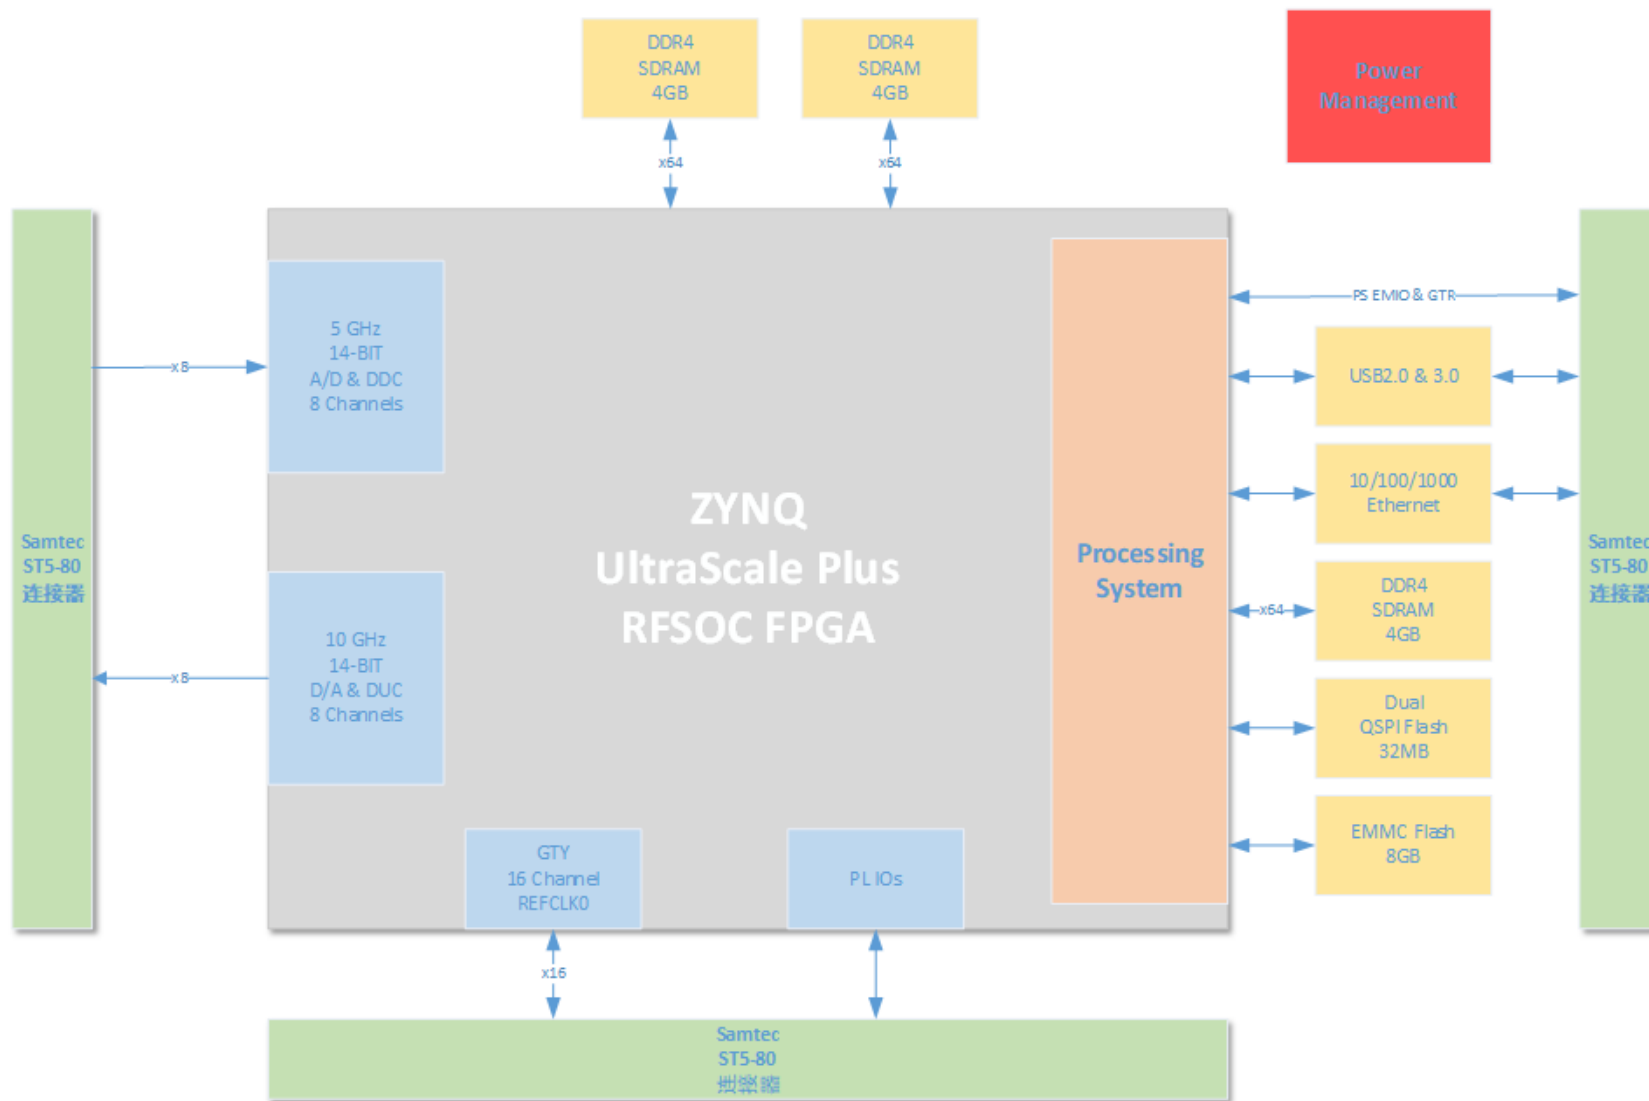 DDR4
SDRAM
4GB
DDR4
SDRAM
4GB
Power
Management
x64
x64
Samtec
ST5-80
连接器
x8
5 GHz
14-BIT
A/D & DDC
8 Channels
x8
10 GHz
14-BIT
D/A & DUC
8 Channels
ZYNQ
UltraScale Plus
RFSOC FPGA
Processing
System
PS EMIO & GTR
USB2.0 & 3.0
10/100/1000
Ethernet
x64
DDR4
SDRAM
4GB
Dual
QSPI Flash
32MB
EMMC Flash
8GB
Samtec
ST5-80
连接器
GTY
16 Channel
REFCLK0
PL IOs
x16
Samtec
ST5-80
连接器